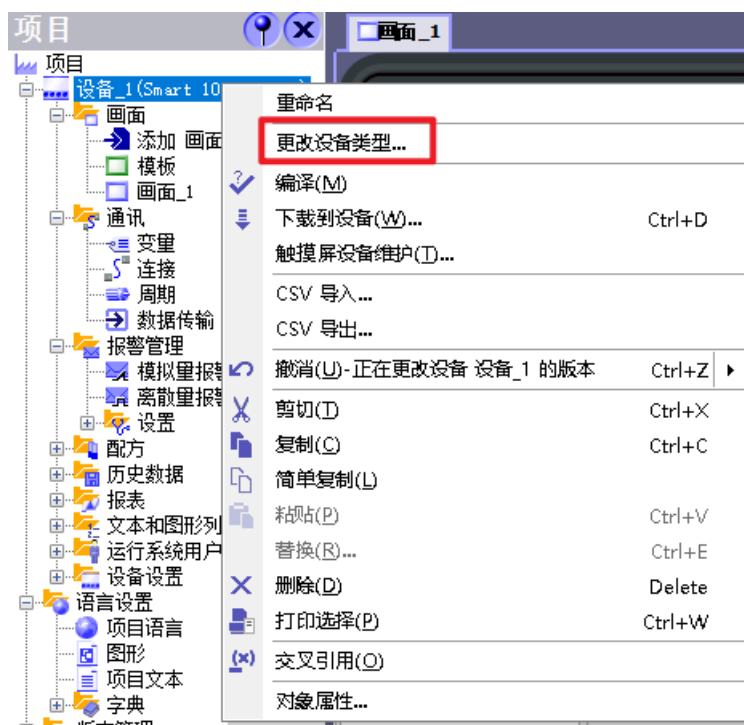 项目
画面_1
项目
设备_1(Smart 10
画面
添加 画面
模板
画面_1
通讯
变量
连接
周期
数据传输
报警管理
模拟量报警
离散量报警
设置
配方
历史数据
报表
文本和图形列
运行系统用户
设备设置
语言设置
项目语言
图形
项目文本
字典
版本管理
重命名
更改设备类型...
编译(M)
下载到设备(W)... Ctrl+D
触摸屏设备维护(T)...
CSV 导入...
CSV 导出...
撤消(U)-正在更改设备 设备_1 的版本 Ctrl+Z
剪切(T) Ctrl+X
复制(C) Ctrl+C
简单复制(L)
粘贴(P) Ctrl+V
替换(R)... Ctrl+E
删除(D) Delete
打印选择(P) Ctrl+W
交叉引用(O)
对象属性...